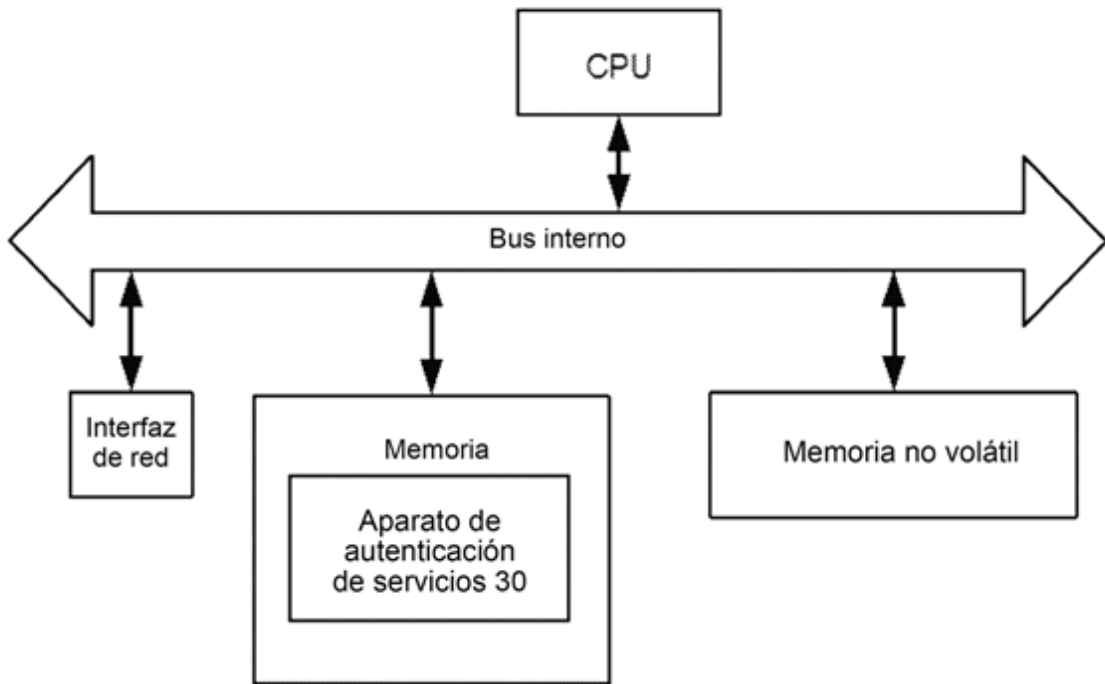 CPU
Bus interno
Interfaz
de red
Memoria
Aparato de
autenticación
de servicios 30
Memoria no volátil